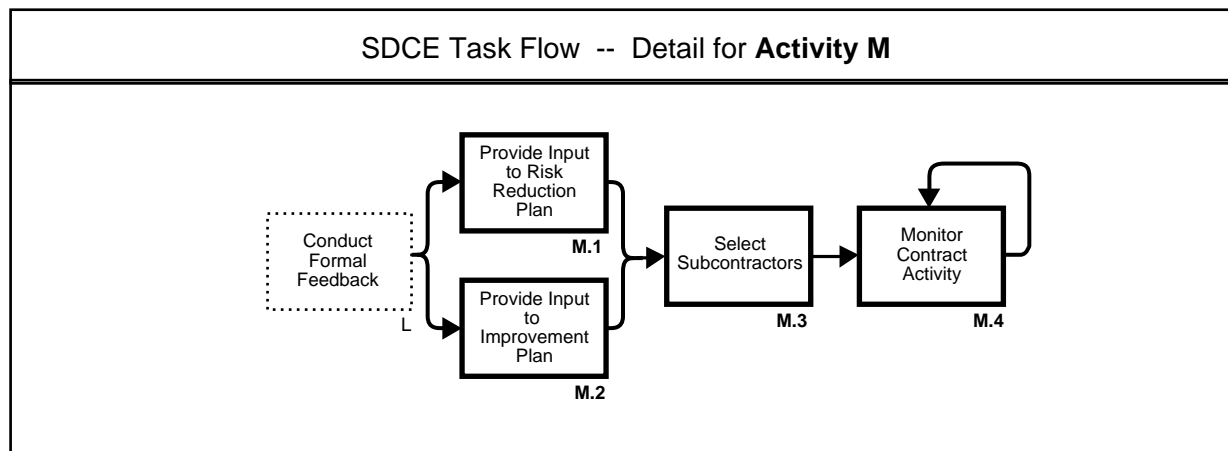 SDCE Task Flow -- Detail for Activity M
Conduct
Formal
Feedback
L
Provide Input
to Risk
Reduction
Plan
M.1
Provide Input
to
Improvement
Plan
M.2
Select
Subcontractors
M.3
Monitor
Contract
Activity
M.4